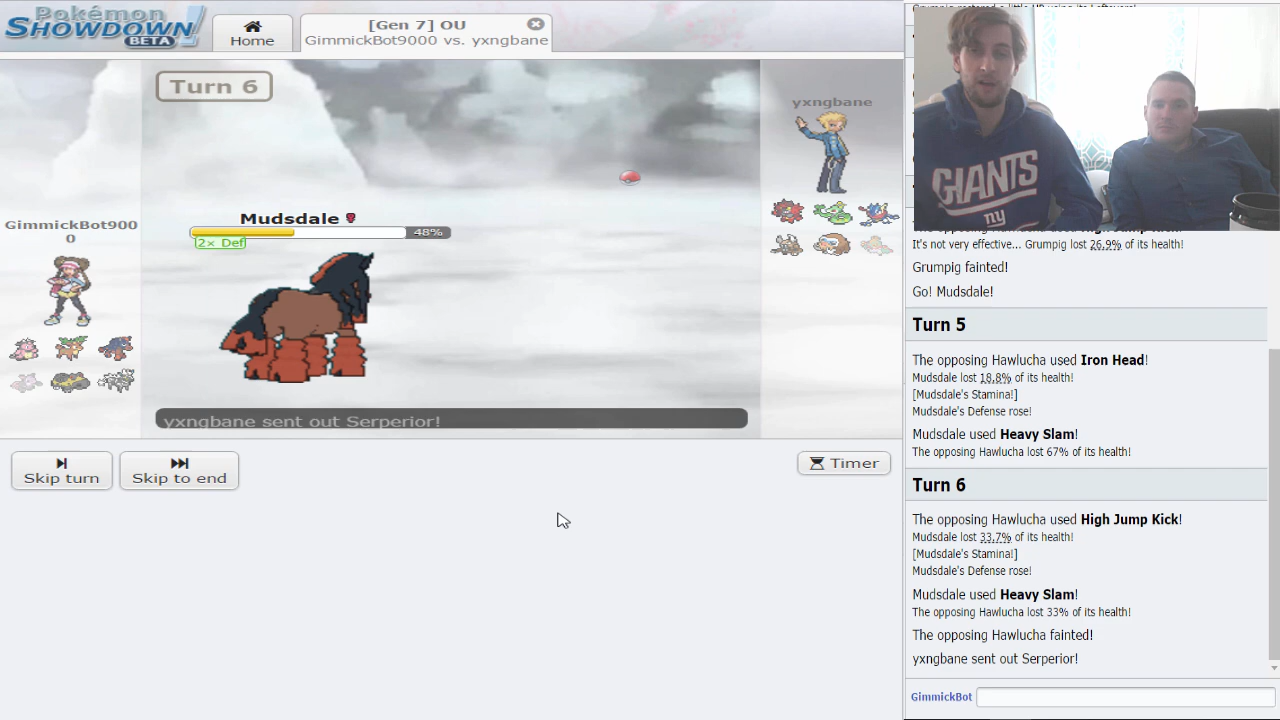 Pokémon
SHOWDOWN
BETA
Home
[Gen 7] OU
GimmickBot9000 vs. yxngbane
Turn 6
yxngbane
GimmickBot900
0
Mudsdale
48%
2× Def
yxngbane sent out Serperior!
Skip turn
Skip to end
Timer
GIANTS
ny
It's not very effective... Grumpig lost 26.9% of its health!
Grumpig fainted!
Go! Mudsdale!
Turn 5
The opposing Hawlucha used Iron Head!
Mudsdale lost 18.8% of its health!
[Mudsdale's Stamina!]
Mudsdale's Defense rose!
Mudsdale used Heavy Slam!
The opposing Hawlucha lost 67% of its health!
Turn 6
The opposing Hawlucha used High Jump Kick!
Mudsdale lost 33.7% of its health!
[Mudsdale's Stamina!]
Mudsdale's Defense rose!
Mudsdale used Heavy Slam!
The opposing Hawlucha lost 33% of its health!
The opposing Hawlucha fainted!
yxngbane sent out Serperior!
GimmickBot